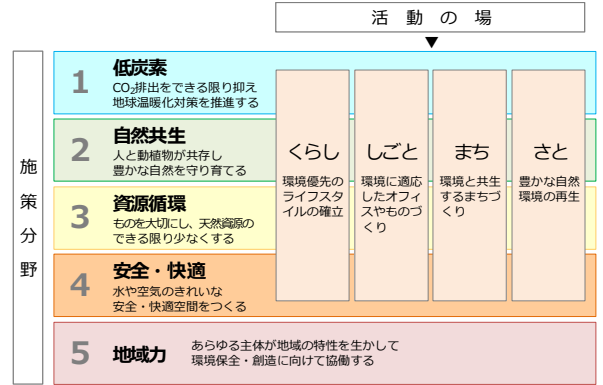 活動の場
▼
施策分野
1
低炭素
CO₂排出をできる限り抑え
地球温暖化対策を推進する
2
自然共生
人と動植物が共存し
豊かな自然を守り育てる
3
資源循環
ものを大切にし、天然資源の
できる限り少なくする
4
安全・快適
水や空気のきれいな
安全・快適空間をつくる
5
地域力
あらゆる主体が地域の特性を生かして
環境保全・創造に向けて協働する
くらし
環境優先の
ライフスタ
イルの確立
しごと
環境に適応
したオフィ
スやものづ
くり
まち
環境と共生
するまちづ
くり
さと
豊かな自然
環境の再生